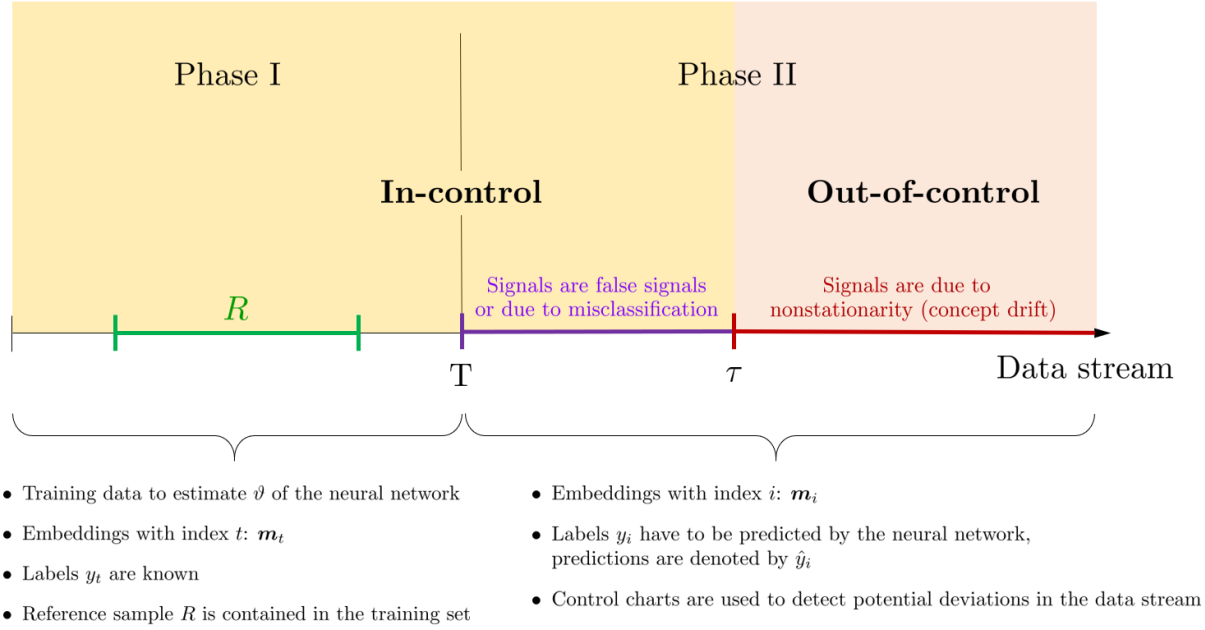 Phase I
Phase II
In-control
Out-of-control
Signals are false signals
or due to misclassification
Signals are due to
nonstationarity (concept drift)
R
T
τ
Data stream
• Training data to estimate ϑ of the neural network
• Embeddings with index t: m_t
• Labels y_t are known
• Reference sample R is contained in the training set
• Embeddings with index i: m_i
• Labels y_i have to be predicted by the neural network,
predictions are denoted by ŷ_i
• Control charts are used to detect potential deviations in the data stream